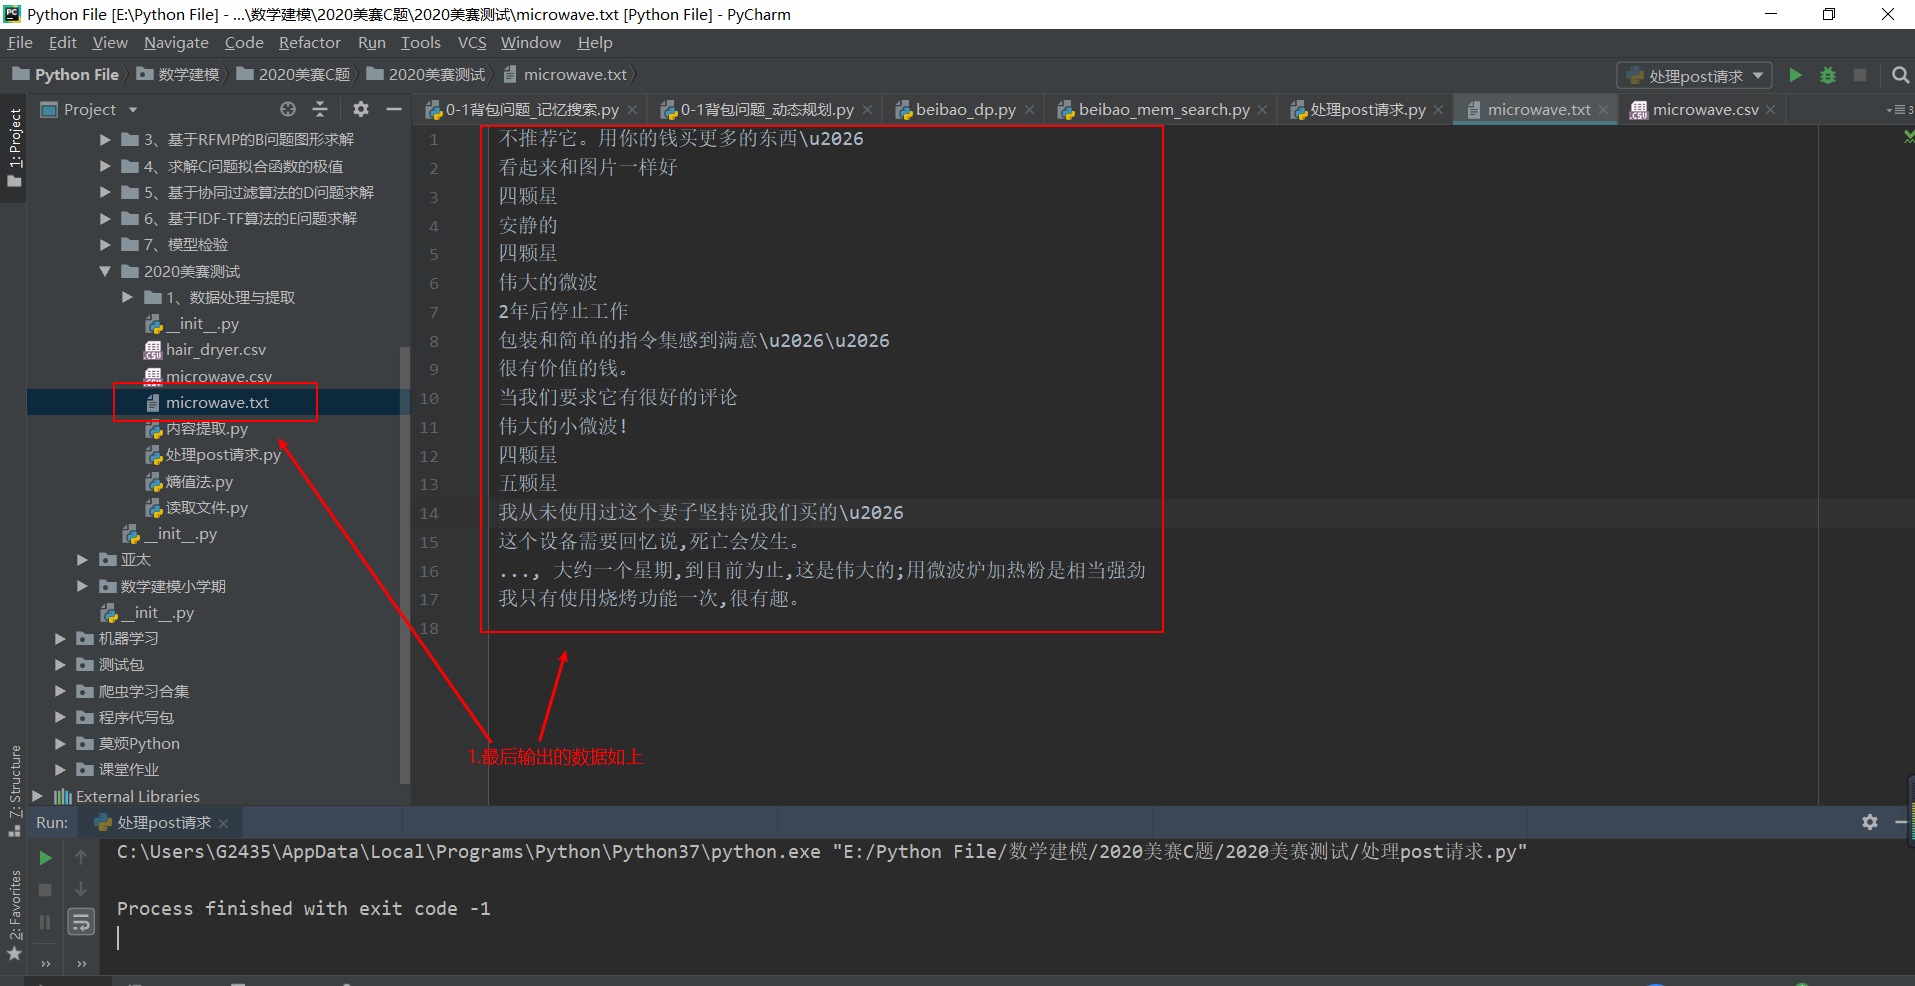 Python File [E:\Python File] - ...\数学建模\2020美赛C题\2020美赛测试\microwave.txt [Python File] - PyCharm
File Edit View Navigate Code Refactor Run Tools VCS Window Help
Python File 数学建模 2020美赛C题 2020美赛测试 microwave.txt 处理post请求
Project 0-1背包问题_记忆搜索.py 0-1背包问题_动态规划.py beibao_dp.py beibao_mem_search.py 处理post请求.py microwave.txt microwave.csv 3
1: Project
3、基于RFMP的B问题图形求解
4、求解C问题拟合函数的极值
5、基于协同过滤算法的D问题求解
6、基于IDF-TF算法的E问题求解
7、模型检验
2020美赛测试
1、数据处理与提取
__init__.py
hair_dryer.csv
microwave.csv
microwave.txt
内容提取.py
处理post请求.py
熵值法.py
读取文件.py
__init__.py
亚太
数学建模小学期
__init__.py
机器学习
测试包
爬虫学习合集
程序代写包
莫烦Python
课堂作业
External Libraries
1 不推荐它。用你的钱买更多的东西\u2026
2 看起来和图片一样好
3 四颗星
4 安静的
5 四颗星
6 伟大的微波
7 2年后停止工作
8 包装和简单的指令集感到满意\u2026\u2026
9 很有价值的钱。
10 当我们要求它有很好的评论
11 伟大的小微波!
12 四颗星
13 五颗星
14 我从未使用过这个妻子坚持说我们买的\u2026
15 这个设备需要回忆说,死亡会发生。
16 ..., 大约一个星期,到目前为止,这是伟大的;用微波炉加热粉是相当强劲
17 我只有使用烧烤功能一次,很有趣。
18
1.最后输出的数据如上
7: Structure
2: Favorites
Run: 处理post请求
C:\Users\G2435\AppData\Local\Programs\Python\Python37\python.exe "E:/Python File/数学建模/2020美赛C题/2020美赛测试/处理post请求.py"
Process finished with exit code -1